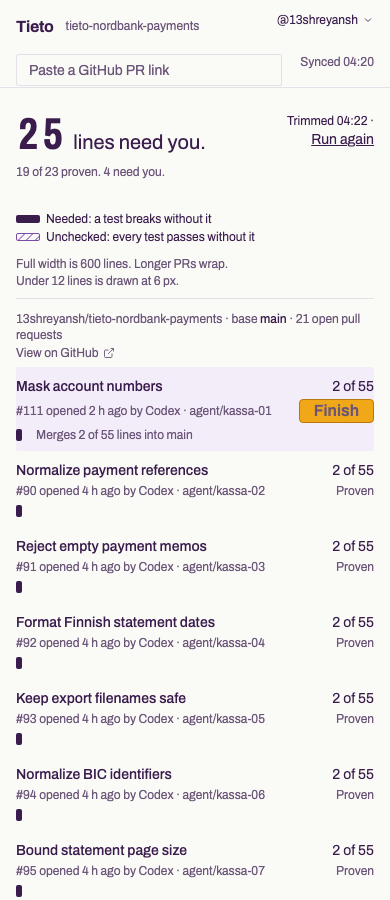 Tieto
tieto-nordbank-payments
@13shreyansh
Paste a GitHub PR link
Synced 04:20
25 lines need you.
Trimmed 04:22 ·
Run again
19 of 23 proven. 4 need you.
Needed: a test breaks without it
Unchecked: every test passes without it
Full width is 600 lines. Longer PRs wrap.
Under 12 lines is drawn at 6 px.
13shreyansh/tieto-nordbank-payments · base main · 21 open pull
requests
View on GitHub
Mask account numbers
2 of 55
#111 opened 2 h ago by Codex · agent/kassa-01
Finish
Merges 2 of 55 lines into main
Normalize payment references
2 of 55
#90 opened 4 h ago by Codex · agent/kassa-02
Proven
Reject empty payment memos
2 of 55
#91 opened 4 h ago by Codex · agent/kassa-03
Proven
Format Finnish statement dates
2 of 55
#92 opened 4 h ago by Codex · agent/kassa-04
Proven
Keep export filenames safe
2 of 55
#93 opened 4 h ago by Codex · agent/kassa-05
Proven
Normalize BIC identifiers
2 of 55
#94 opened 4 h ago by Codex · agent/kassa-06
Proven
Bound statement page size
2 of 55
#95 opened 4 h ago by Codex · agent/kassa-07
Proven